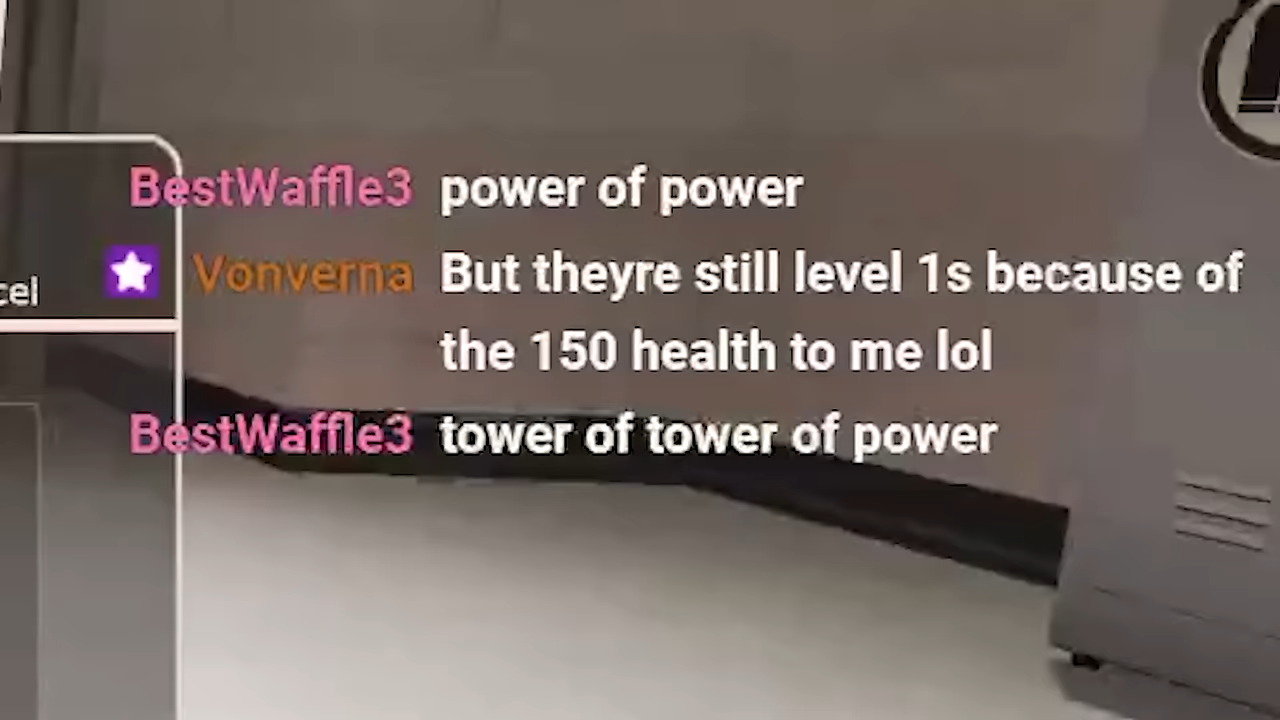 BestWaffle3 power of power
cel Vonverna But theyre still level 1s because of
the 150 health to me lol
BestWaffle3 tower of tower of power